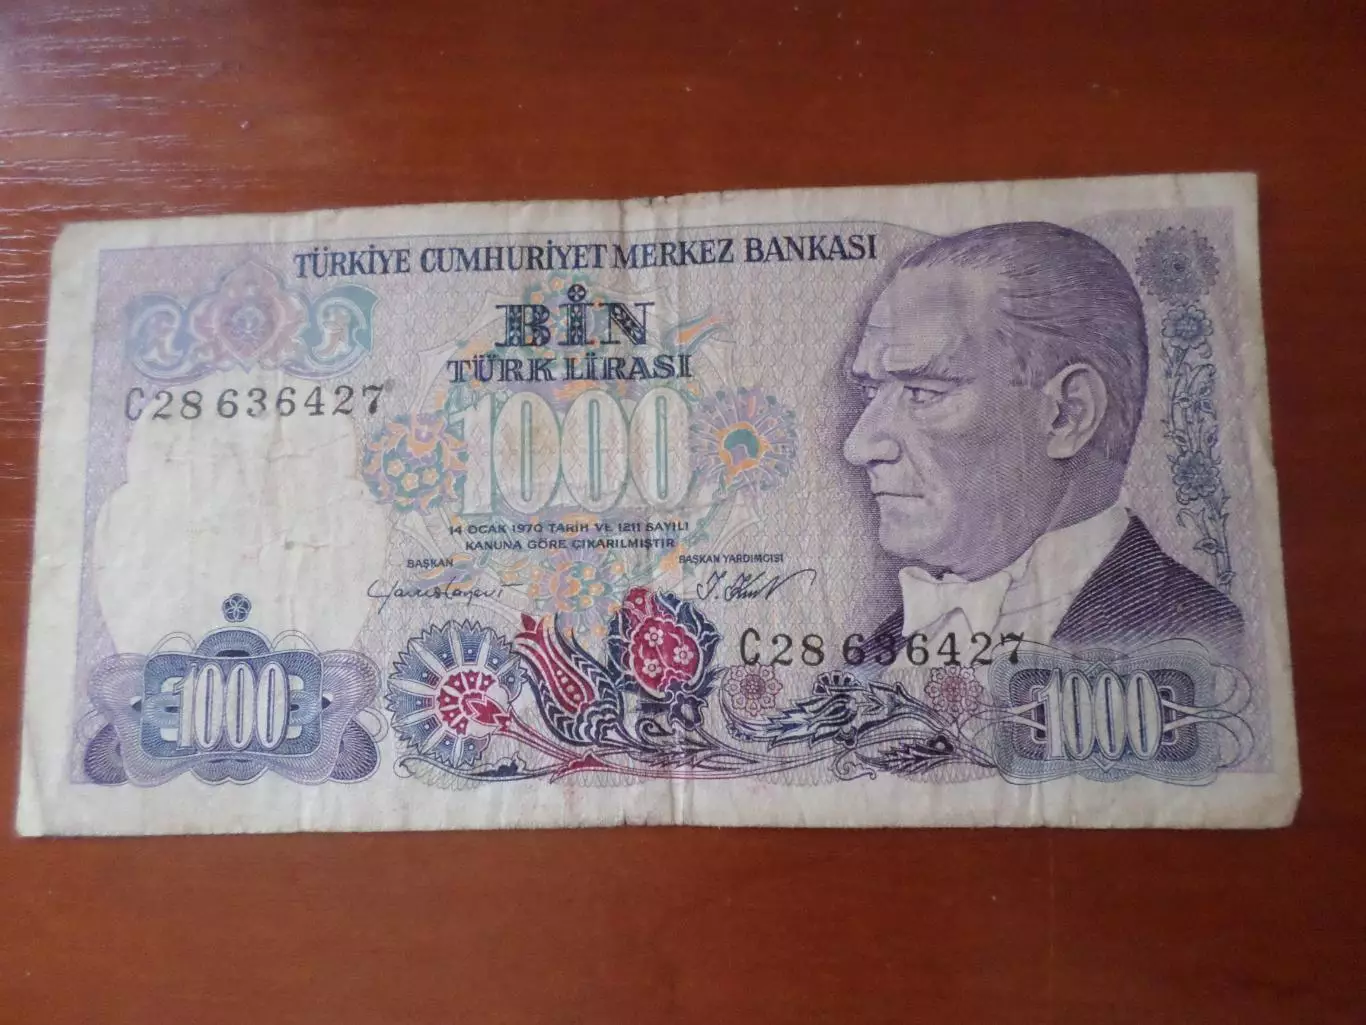 TÜRKİYE CUMHURİYET MERKEZ BANKASI
BİN
TÜRK LİRASI
C28 636427
1000
14 OCAK 1970 TARİH VE 1211 SAYILI
KANUNA GÖRE ÇIKARILMIŞTIR
BAŞKAN
BAŞKAN YARDIMCISI
C28 636427
1000
1000